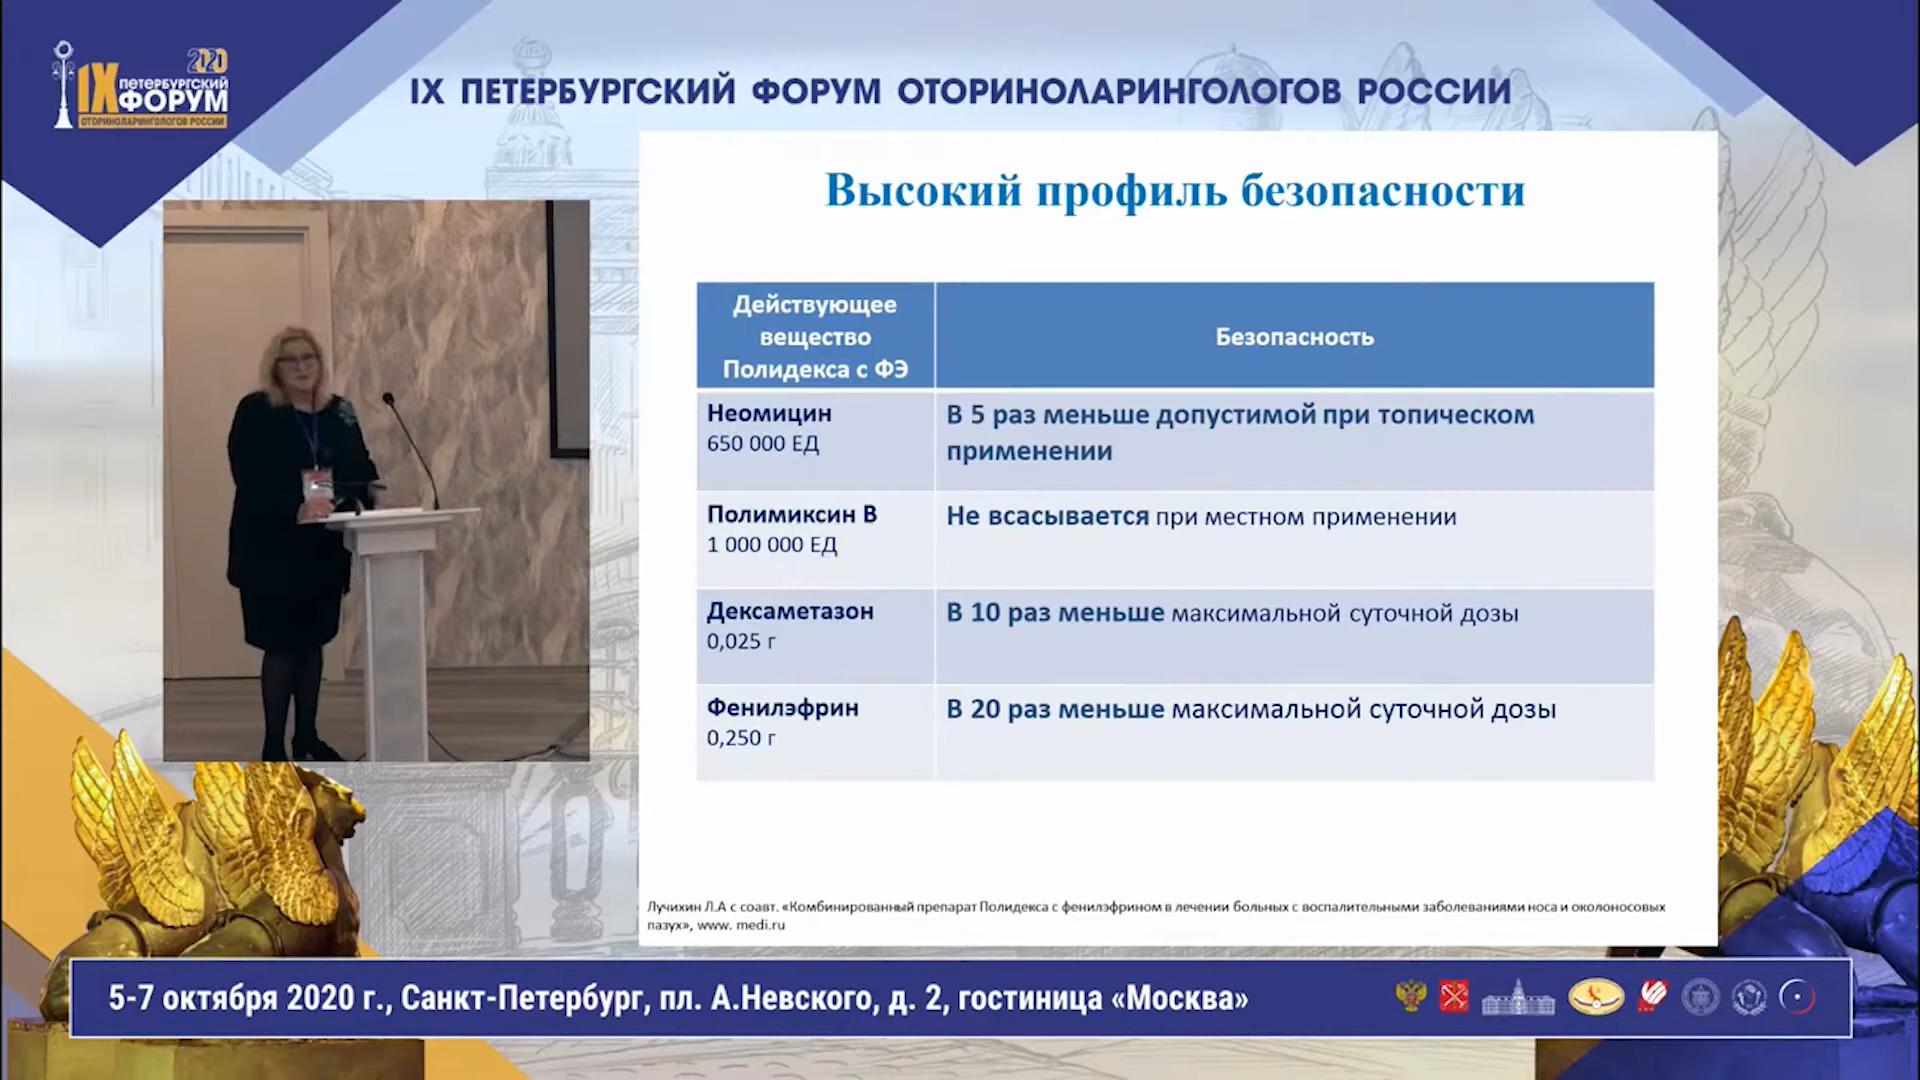 2020
IX ПЕТЕРБУРГСКИЙ
ФОРУМ
ОТОРИНОЛАРИНГОЛОГОВ РОССИИ
IX ПЕТЕРБУРГСКИЙ ФОРУМ ОТОРИНОЛАРИНГОЛОГОВ РОССИИ
Высокий профиль безопасности
Действующее
вещество
Полидекса с ФЭ
Безопасность
Неомицин
650 000 ЕД
В 5 раз меньше допустимой при топическом
применении
Полимиксин В
1 000 000 ЕД
Не всасывается при местном применении
Дексаметазон
0,025 г
В 10 раз меньше максимальной суточной дозы
Фенилэфрин
0,250 г
В 20 раз меньше максимальной суточной дозы
Лучихин Л.А с соавт. «Комбинированный препарат Полидекса с фенилэфрином в лечении больных с воспалительными заболеваниями носа и околоносовых
пазух», www. medi.ru
5-7 октября 2020 г., Санкт-Петербург, пл. А.Невского, д. 2, гостиница «Москва»